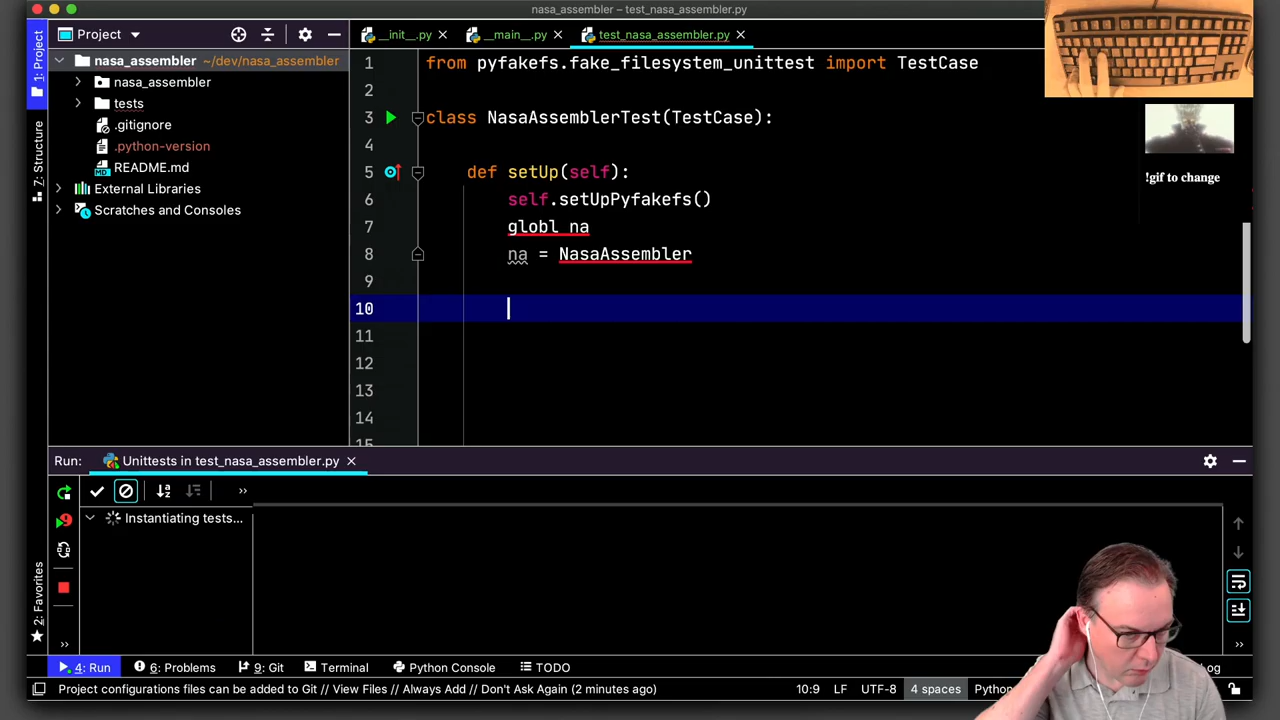 nasa_assembler – test_nasa_assembler.py
1: Project
Project
__init__.py
__main__.py
test_nasa_assembler.py
nasa_assembler ~/dev/nasa_assembler
nasa_assembler
tests
.gitignore
.python-version
README.md
External Libraries
Scratches and Consoles
7: Structure
1 from pyfakefs.fake_filesystem_unittest import TestCase
2
3 class NasaAssemblerTest(TestCase):
4
5 def setUp(self):
6 self.setUpPyfakefs()
7 globl na
8 na = NasaAssembler
9
10
11
12
13
14
15
!gif to change
Run: Unittests in test_nasa_assembler.py
Instantiating tests...
2: Favorites
4: Run
6: Problems
9: Git
Terminal
Python Console
TODO
Project configurations files can be added to Git // View Files // Always Add // Don't Ask Again (2 minutes ago)
10:9
LF
UTF-8
4 spaces